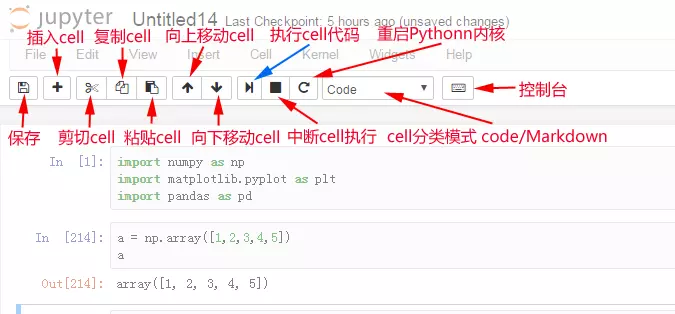 jupyter Untitled14 Last Checkpoint: 5 hours ago (unsaved changes)
插入cell 复制cell 向上移动cell 执行cell代码 重启Pythonn内核
File Edit View Insert Cell Kernel Help
Code
控制台
保存 剪切cell 粘贴cell 向下移动cell 中断cell执行 cell分类模式 code/Markdown
In [1]: import numpy as np
import matplotlib.pyplot as plt
import pandas as pd
In [214]: a = np.array([1,2,3,4,5])
a
Out[214]: array([1, 2, 3, 4, 5])